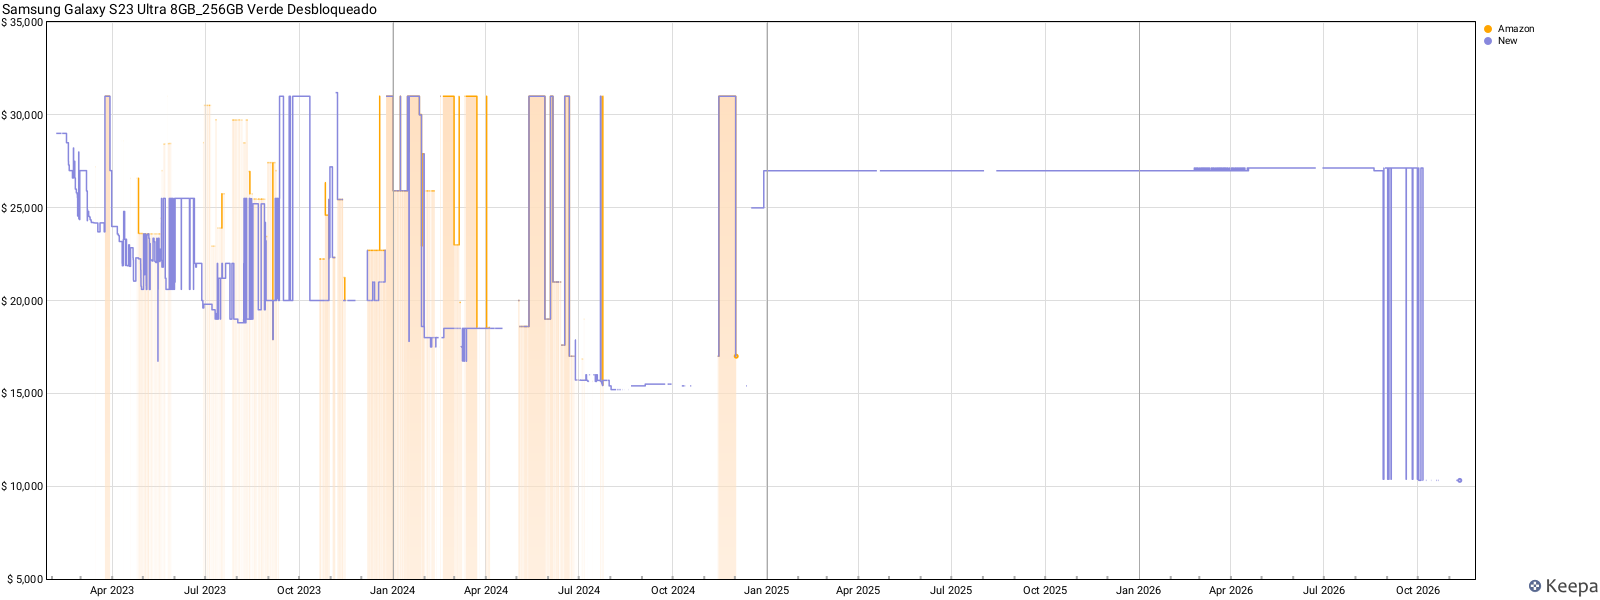 Samsung Galaxy S23 Ultra 8GB_256GB Verde Desbloqueado
$ 35,000
$ 30,000
$ 25,000
$ 20,000
$ 15,000
$ 10,000
$ 5,000
Apr 2023 Jul 2023 Oct 2023 Jan 2024 Apr 2024 Jul 2024 Oct 2024 Jan 2025 Apr 2025 Jul 2025 Oct 2025 Jan 2026 Apr 2026 Jul 2026 Oct 2026
Amazon
New
Keepa